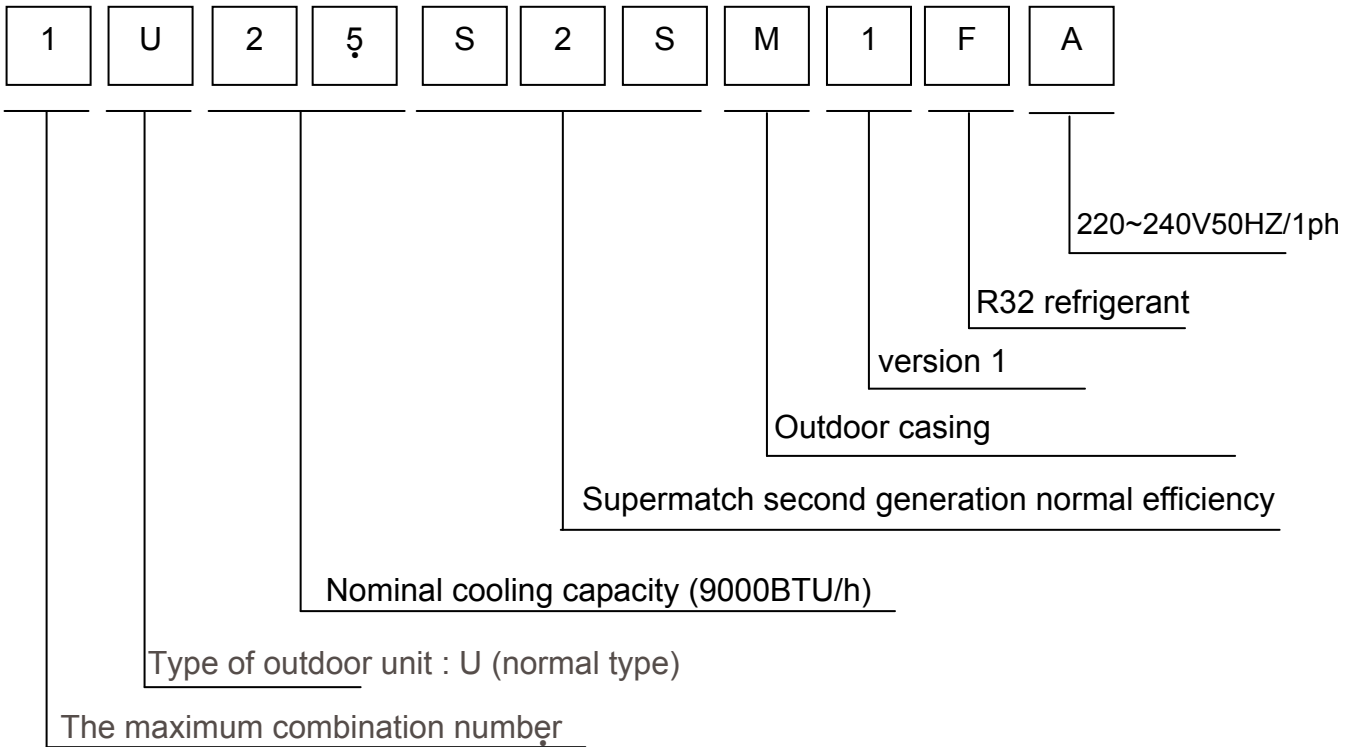 1 U 2 5 S 2 S M 1 F A
220~240V50HZ/1ph
R32 refrigerant
version 1
Outdoor casing
Supermatch second generation normal efficiency
Nominal cooling capacity (9000BTU/h)
Type of outdoor unit : U (normal type)
The maximum combination number